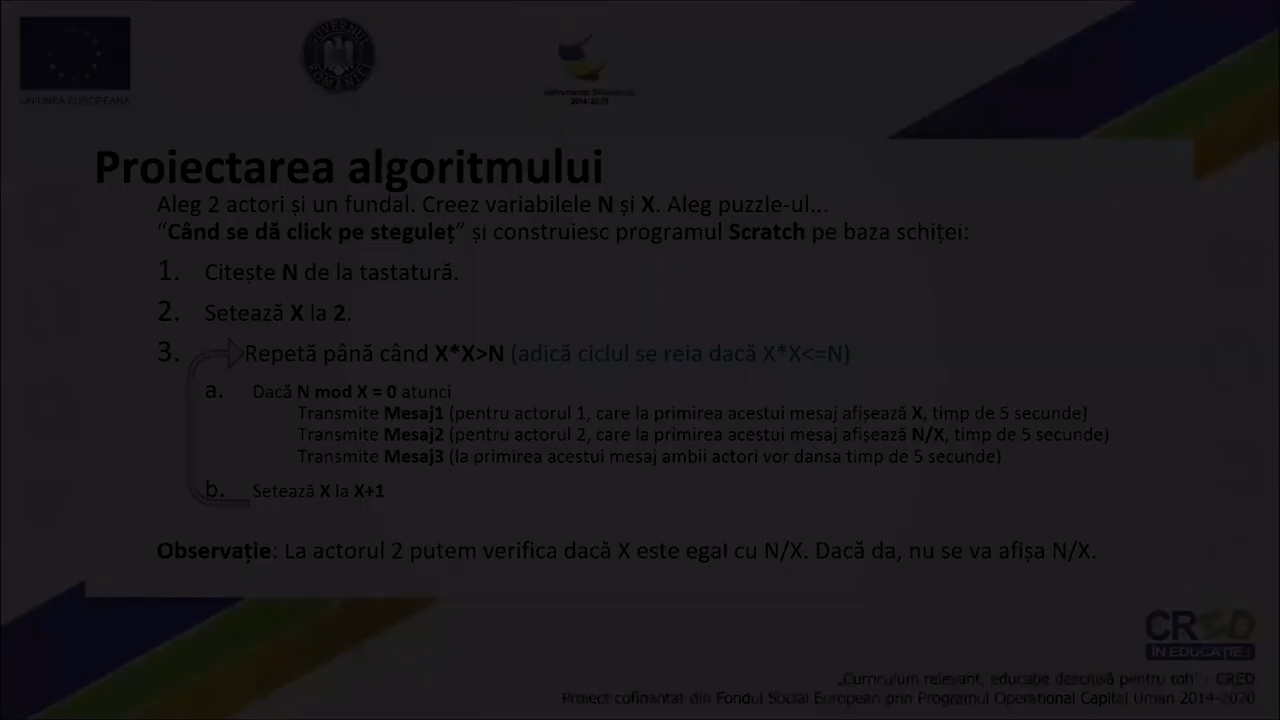 UNIUNEA EUROPEANĂ
GUVERNUL ROMÂNIEI
Instrumente Structurale
2014-2020
Proiectarea algoritmului
Aleg 2 actori și un fundal. Creez variabilele N și X. Aleg puzzle-ul...
“Când se dă click pe steguleț” și construiesc programul Scratch pe baza schiței:
1. Citește N de la tastatură.
2. Setează X la 2.
3. Repetă până când X*X>N (adică ciclul se reia dacă X*X<=N)
a. Dacă N mod X = 0 atunci
Transmite Mesaj1 (pentru actorul 1, care la primirea acestui mesaj afișează X, timp de 5 secunde)
Transmite Mesaj2 (pentru actorul 2, care la primirea acestui mesaj afișează N/X, timp de 5 secunde)
Transmite Mesaj3 (la primirea acestui mesaj ambii actori vor dansa timp de 5 secunde)
b. Setează X la X+1
Observație: La actorul 2 putem verifica dacă X este egal cu N/X. Dacă da, nu se va afișa N/X.
CRED
ÎN EDUCAȚIE!
„Curriculum relevant, educație deschisă pentru toți” - CRED
Proiect cofinanțat din Fondul Social European prin Programul Operațional Capital Uman 2014-2020